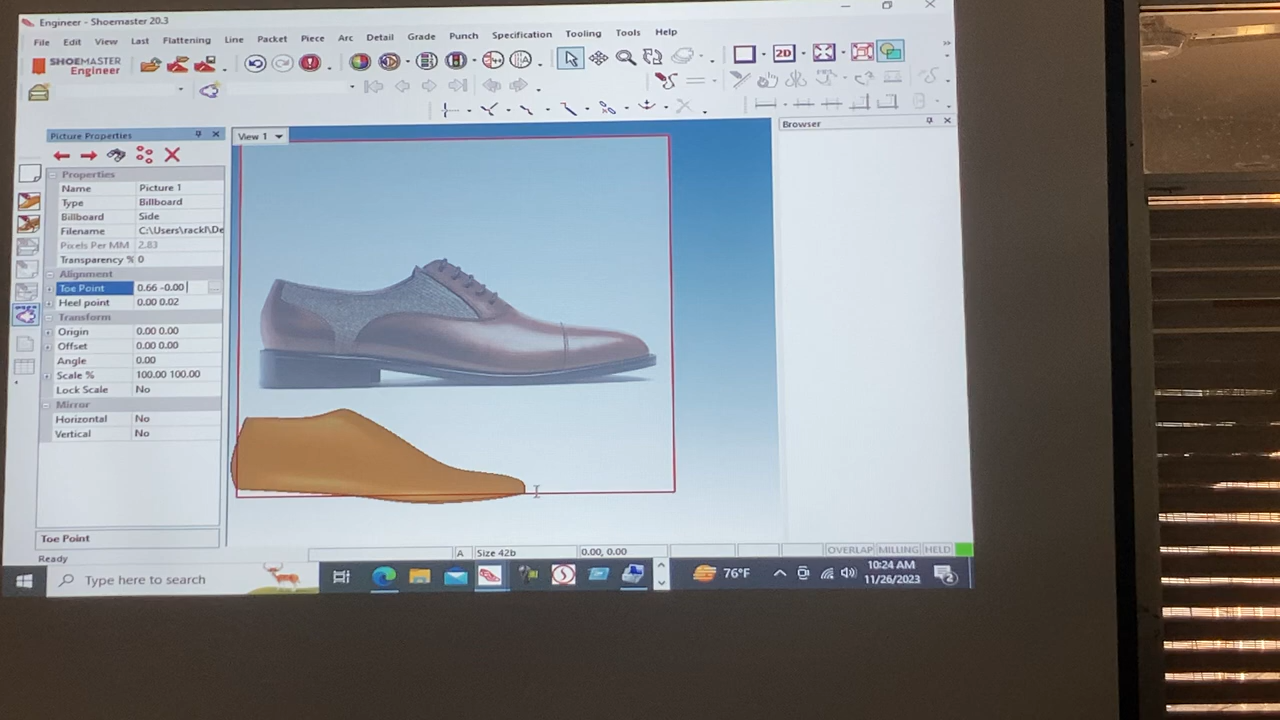 Engineer - Shoemaster 20.3
File Edit View Last Flattening Line Packet Piece Arc Detail Grade Punch Specification Tooling Tools Help
SHOEMASTER
Engineer
2D
Picture Properties
View 1
Browser
Properties
Name Picture 1
Type Billboard
Billboard Side
Filename C:\Users\rackl\De
Pixels Per MM 2.83
Transparency % 0
Alignment
Toe Point 0.66 -0.00
Heel point 0.00 0.02
Transform
Origin 0.00 0.00
Offset 0.00 0.00
Angle 0.00
Scale % 100.00 100.00
Lock Scale No
Mirror
Horizontal No
Vertical No
Toe Point
Ready
A Size 42b 0.00, 0.00 OVERLAP MILLING HELD
Type here to search
76°F
10:24 AM
11/26/2023
2